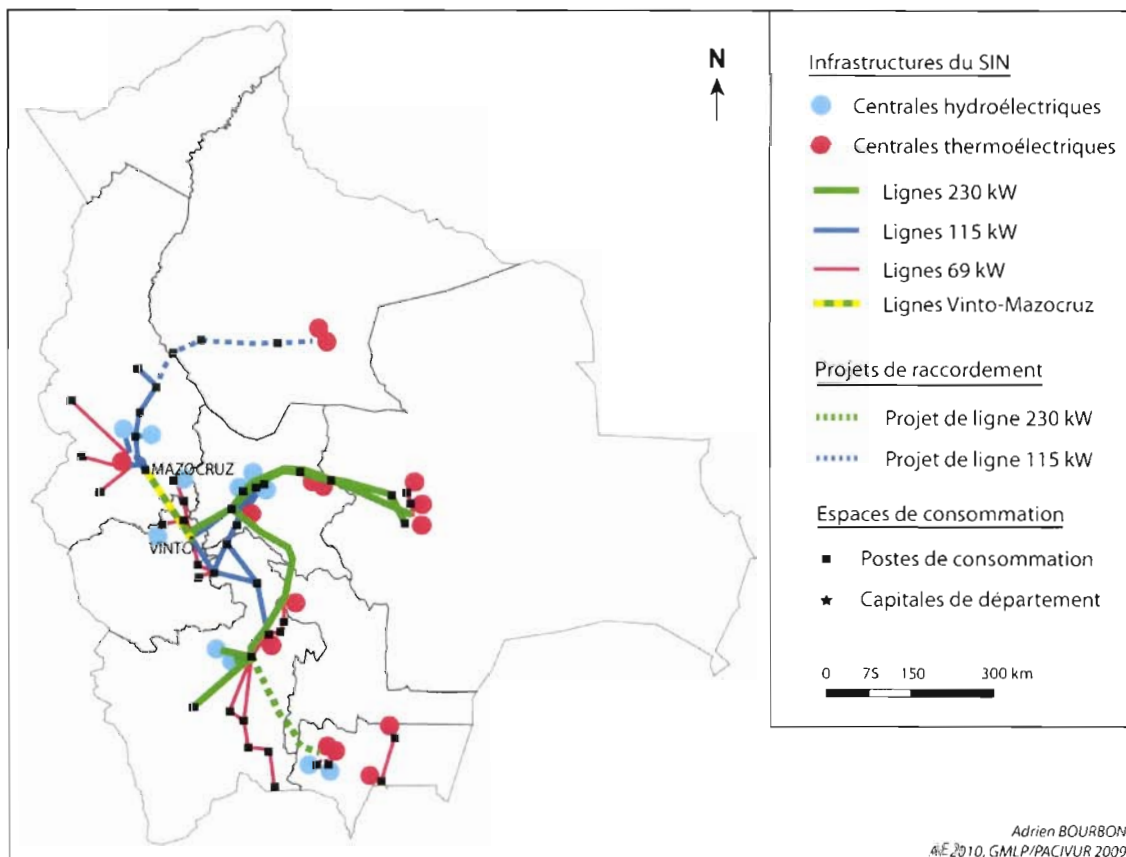 N
MAZOCRUZ
VINTO
Infrastructures du SIN
Centrales hydroélectriques
Centrales thermoélectriques
Lignes 230 kW
Lignes 115 kW
Lignes 69 kW
Lignes Vinto-Mazocruz
Projets de raccordement
Projet de ligne 230 kW
Projet de ligne 115 kW
Espaces de consommation
Postes de consommation
Capitales de département
0 75 150 300 km
Adrien BOURBON
2010, GMLP/PACIVUR 2009